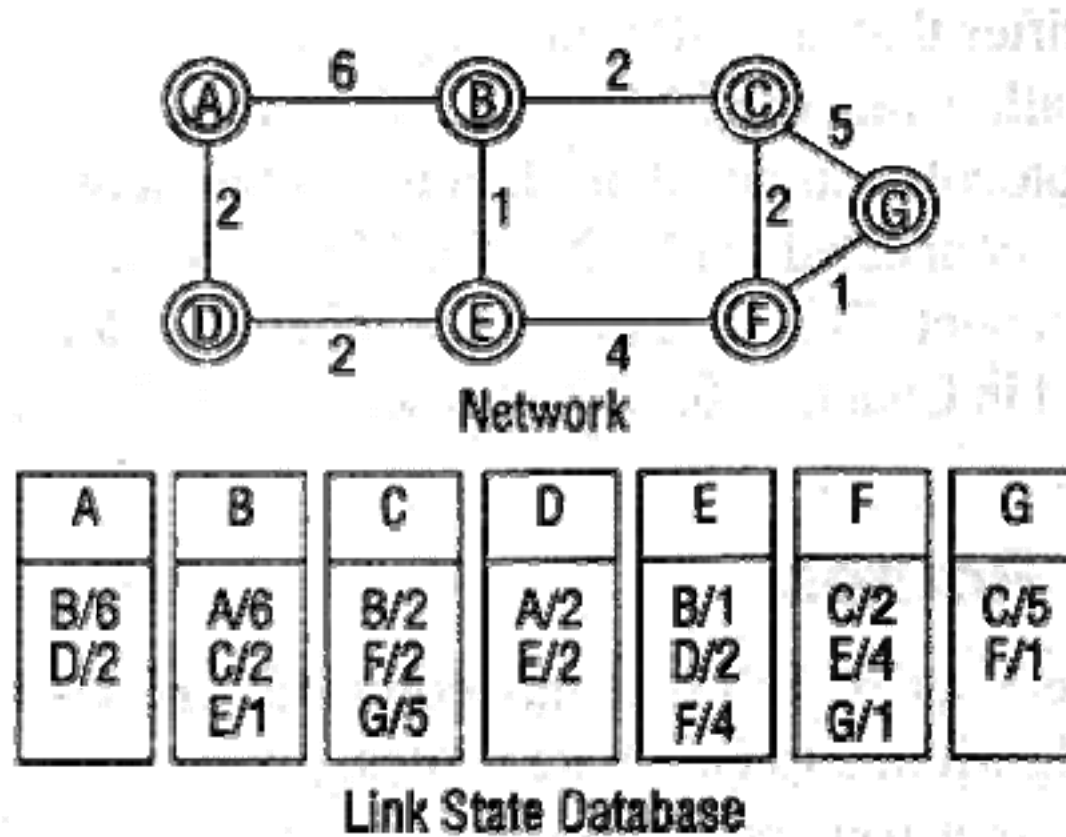 6
2
A
B
C
5
2
1
2
G
1
D
E
F
2
4
Network
A B C D E F G
B/6 A/6 B/2 A/2 B/1 C/2 C/5
D/2 C/2 F/2 E/2 D/2 E/4 F/1
E/1 G/5 F/4 G/1
Link State Database